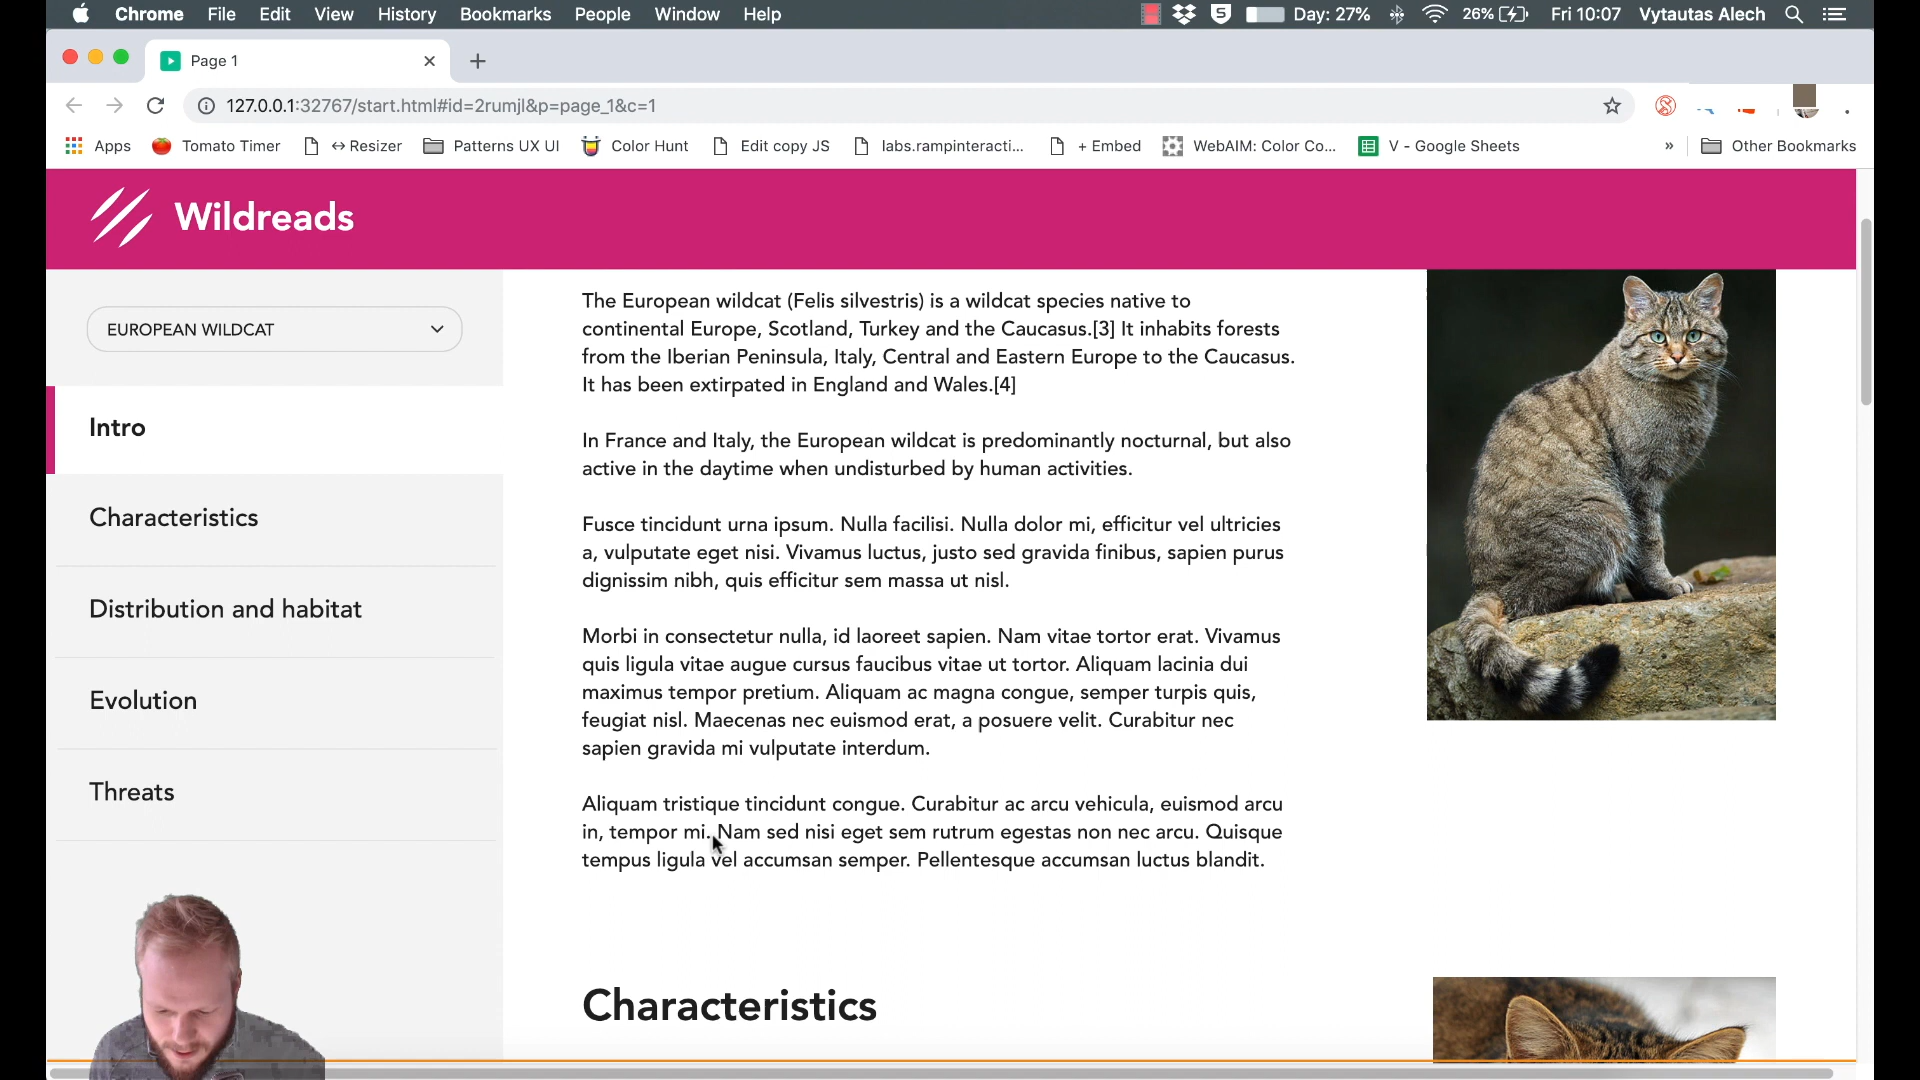 Chrome File Edit View History Bookmarks People Window Help 5 Day: 27% 26% Fri 10:07 Vytautas Alech
Page 1
127.0.0.1:32767/start.html#id=2rumjl&p=page_1&c=1
Apps Tomato Timer ↔Resizer Patterns UX UI Color Hunt Edit copy JS labs.rampinteracti... + Embed WebAIM: Color Co... V - Google Sheets » Other Bookmarks
Wildreads
EUROPEAN WILDCAT
Intro
Characteristics
Distribution and habitat
Evolution
Threats
The European wildcat (Felis silvestris) is a wildcat species native to
continental Europe, Scotland, Turkey and the Caucasus.[3] It inhabits forests
from the Iberian Peninsula, Italy, Central and Eastern Europe to the Caucasus.
It has been extirpated in England and Wales.[4]
In France and Italy, the European wildcat is predominantly nocturnal, but also
active in the daytime when undisturbed by human activities.
Fusce tincidunt urna ipsum. Nulla facilisi. Nulla dolor mi, efficitur vel ultricies
a, vulputate eget nisi. Vivamus luctus, justo sed gravida finibus, sapien purus
dignissim nibh, quis efficitur sem massa ut nisl.
Morbi in consectetur nulla, id laoreet sapien. Nam vitae tortor erat. Vivamus
quis ligula vitae augue cursus faucibus vitae ut tortor. Aliquam lacinia dui
maximus tempor pretium. Aliquam ac magna congue, semper turpis quis,
feugiat nisl. Maecenas nec euismod erat, a posuere velit. Curabitur nec
sapien gravida mi vulputate interdum.
Aliquam tristique tincidunt congue. Curabitur ac arcu vehicula, euismod arcu
in, tempor mi. Nam sed nisi eget sem rutrum egestas non nec arcu. Quisque
tempus ligula vel accumsan semper. Pellentesque accumsan luctus blandit.
Characteristics